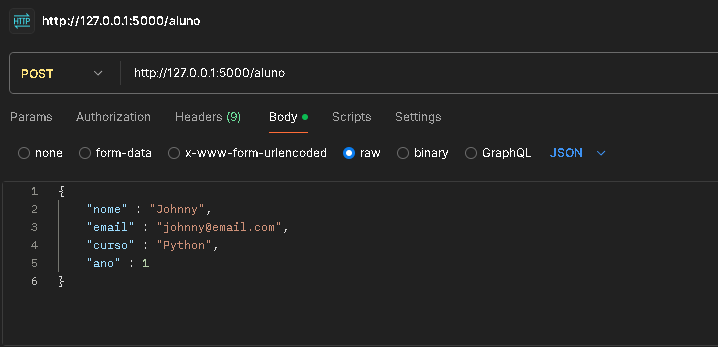 HTTP http://127.0.0.1:5000/aluno
POST http://127.0.0.1:5000/aluno
Params Authorization Headers (9) Body Scripts Settings
none form-data x-www-form-urlencoded raw binary GraphQL JSON
1 {
2 "nome" : "Johnny",
3 "email" : "johnny@email.com",
4 "curso" : "Python",
5 "ano" : 1
6 }